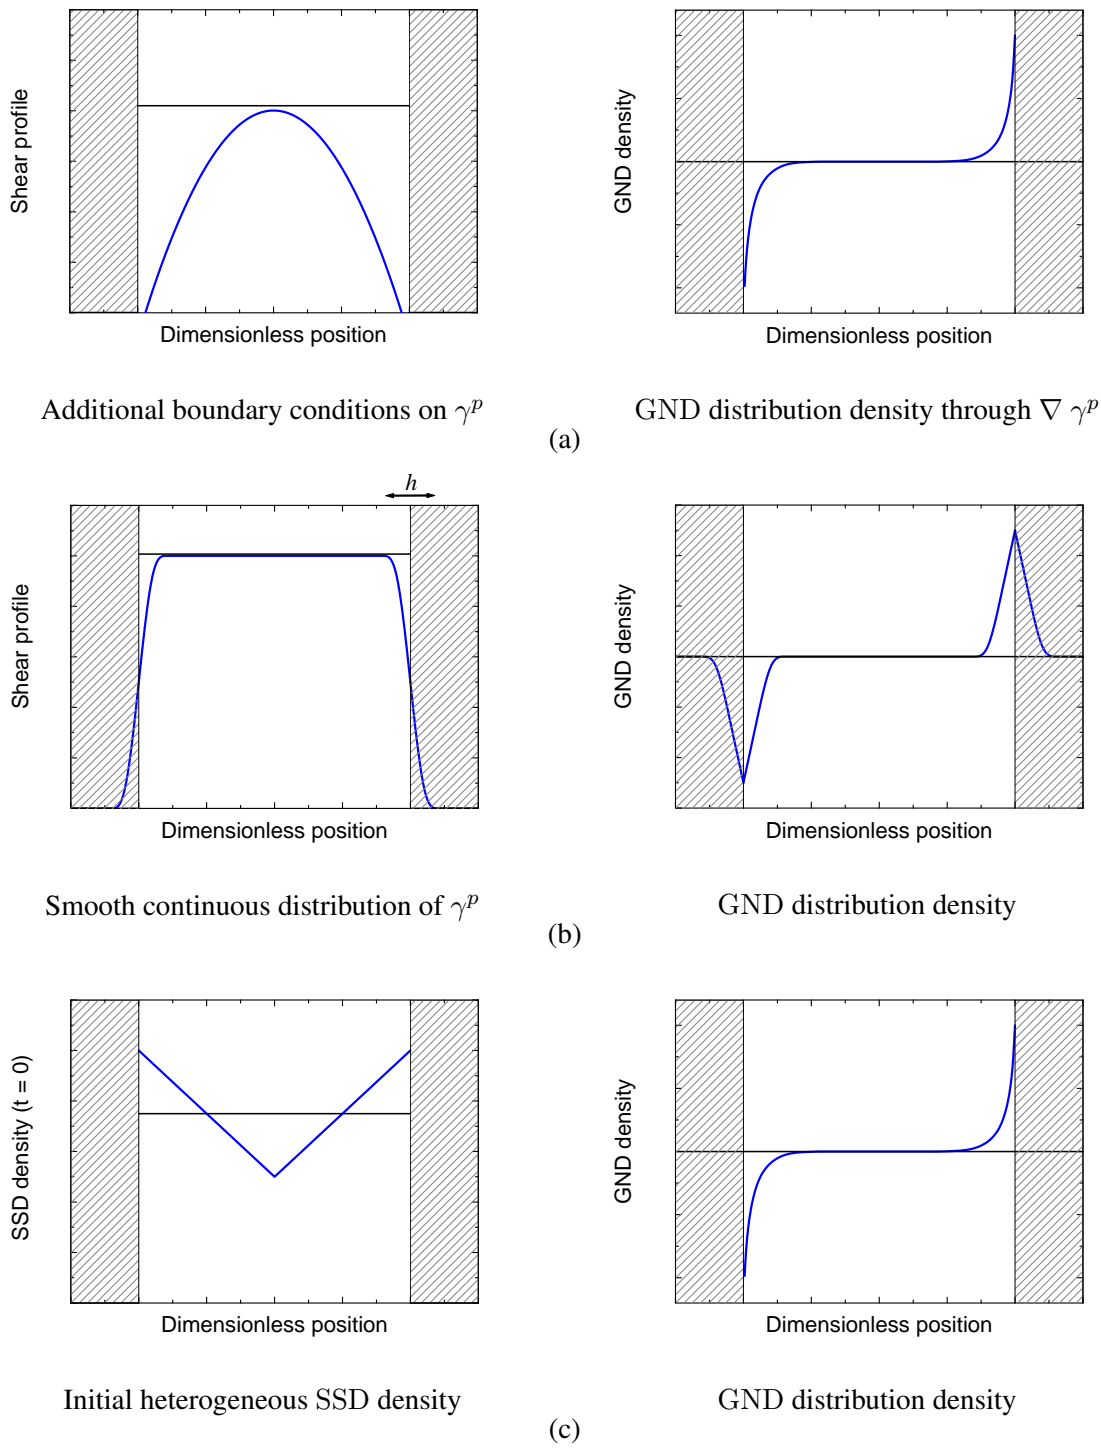 Shear profile
Dimensionless position
GND density
Dimensionless position
Additional boundary conditions on γ^p
GND distribution density through ∇ γ^p
(a)
h
Shear profile
Dimensionless position
GND density
Dimensionless position
Smooth continuous distribution of γ^p
GND distribution density
(b)
SSD density (t = 0)
Dimensionless position
GND density
Dimensionless position
Initial heterogeneous SSD density
GND distribution density
(c)